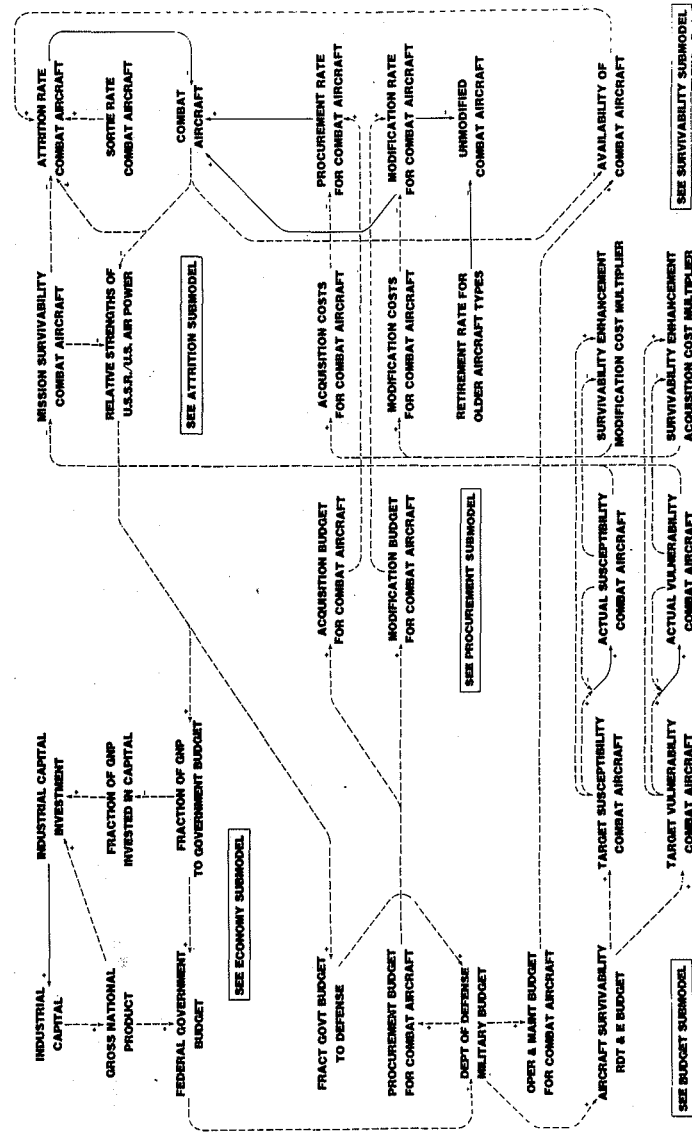 INDUSTRIAL
CAPITAL
INDUSTRIAL CAPITAL
INVESTMENT
GROSS NATIONAL
PRODUCT
FRACTION OF GNP
INVESTED IN CAPITAL
FEDERAL GOVERNMENT
BUDGET
FRACTION OF GNP
TO GOVERNMENT BUDGET
SEE ECONOMY SUBMODEL
MISSION SURVIVABILITY
COMBAT AIRCRAFT
ATTRITION RATE
COMBAT AIRCRAFT
RELATIVE STRENGTHS OF
U.S.S.R./U.S. AIR POWER
SORTIE RATE
COMBAT AIRCRAFT
SEE ATTRITION SUBMODEL
COMBAT
AIRCRAFT
FRACT GOVT BUDGET
TO DEFENSE
ACQUISITION BUDGET
FOR COMBAT AIRCRAFT
ACQUISITION COSTS
FOR COMBAT AIRCRAFT
PROCUREMENT RATE
FOR COMBAT AIRCRAFT
PROCUREMENT BUDGET
FOR COMBAT AIRCRAFT
MODIFICATION BUDGET
FOR COMBAT AIRCRAFT
MODIFICATION COSTS
FOR COMBAT AIRCRAFT
MODIFICATION RATE
FOR COMBAT AIRCRAFT
DEPT OF DEFENSE
MILITARY BUDGET
SEE PROCUREMENT SUBMODEL
RETIREMENT RATE FOR
OLDER AIRCRAFT TYPES
UNMODIFIED
COMBAT AIRCRAFT
OPER & MAINT BUDGET
FOR COMBAT AIRCRAFT
AIRCRAFT SURVIVABILITY
RDT & E BUDGET
TARGET SUSCEPTIBILITY
COMBAT AIRCRAFT
ACTUAL SUSCEPTIBILITY
COMBAT AIRCRAFT
SURVIVABILITY ENHANCEMENT
MODIFICATION COST MULTIPLIER
AVAILABILITY OF
COMBAT AIRCRAFT
TARGET VULNERABILITY
COMBAT AIRCRAFT
ACTUAL VULNERABILITY
COMBAT AIRCRAFT
SURVIVABILITY ENHANCEMENT
ACQUISITION COST MULTIPLIER
SEE BUDGET SUBMODEL
SEE SURVIVABILITY SUBMODEL